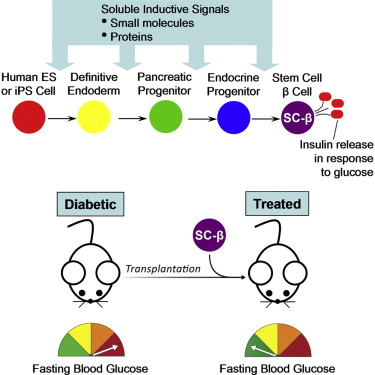 Soluble Inductive Signals
• Small molecules
• Proteins
Human ES
or iPS Cell
Definitive
Endoderm
Pancreatic
Progenitor
Endocrine
Progenitor
Stem Cell
β Cell
SC-β
Insulin release
in response
to glucose
Diabetic
Treated
SC-β
Transplantation
Fasting Blood Glucose
Fasting Blood Glucose